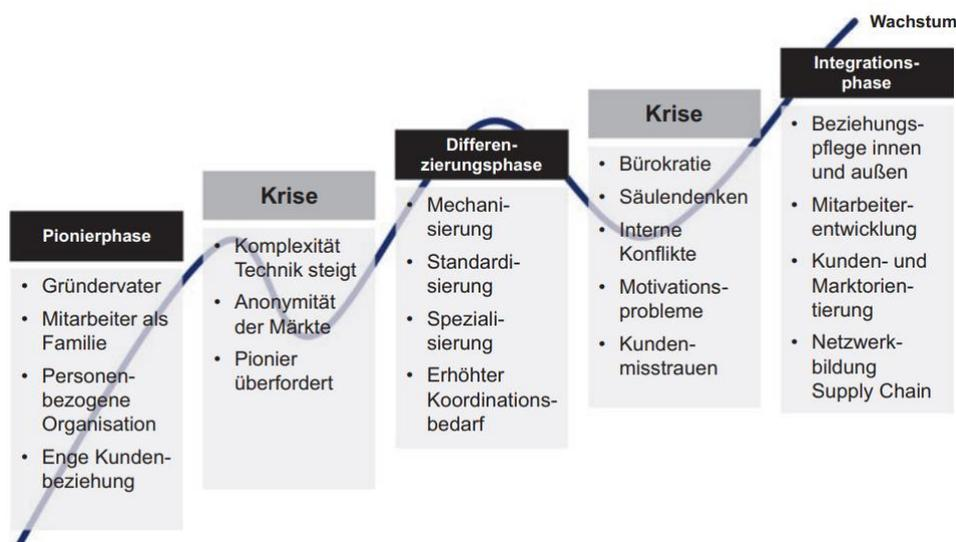 Wachstum
Pionierphase
• Gründervater
• Mitarbeiter als
Familie
• Personen-
bezogene
Organisation
• Enge Kunden-
beziehung
Krise
• Komplexität
Technik steigt
• Anonymität
der Märkte
• Pionier
überfordert
Differen-
zierungsphase
• Mechani-
sierung
• Standardi-
sierung
• Speziali-
sierung
• Erhöhter
Koordinations-
bedarf
Krise
• Bürokratie
• Säulendenken
• Interne
Konflikte
• Motivations-
probleme
• Kunden-
misstrauen
Integrations-
phase
• Beziehungs-
pflege innen
und außen
• Mitarbeiter-
entwicklung
• Kunden- und
Marktorien-
tierung
• Netzwerk-
bildung
Supply Chain